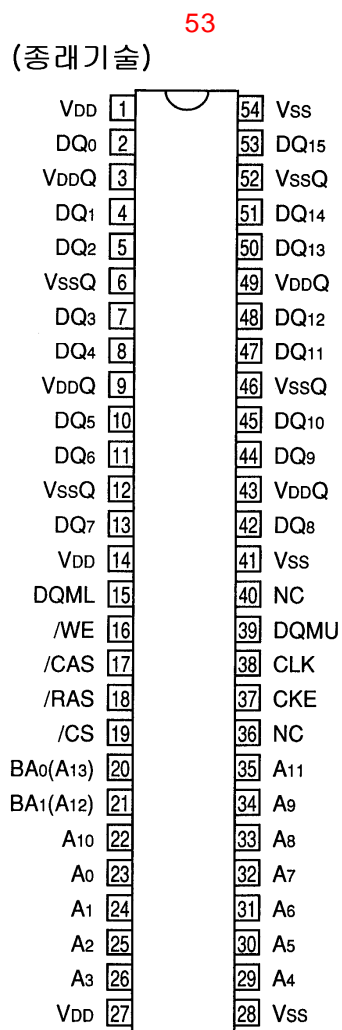 53
(종래기술)
VDD 1 54 VSS
DQ0 2 53 DQ15
VDDQ 3 52 VSSQ
DQ1 4 51 DQ14
DQ2 5 50 DQ13
VSSQ 6 49 VDDQ
DQ3 7 48 DQ12
DQ4 8 47 DQ11
VDDQ 9 46 VSSQ
DQ5 10 45 DQ10
DQ6 11 44 DQ9
VSSQ 12 43 VDDQ
DQ7 13 42 DQ8
VDD 14 41 VSS
DQML 15 40 NC
/WE 16 39 DQMU
/CAS 17 38 CLK
/RAS 18 37 CKE
/CS 19 36 NC
BA0(A13) 20 35 A11
BA1(A12) 21 34 A9
A10 22 33 A8
A0 23 32 A7
A1 24 31 A6
A2 25 30 A5
A3 26 29 A4
VDD 27 28 VSS